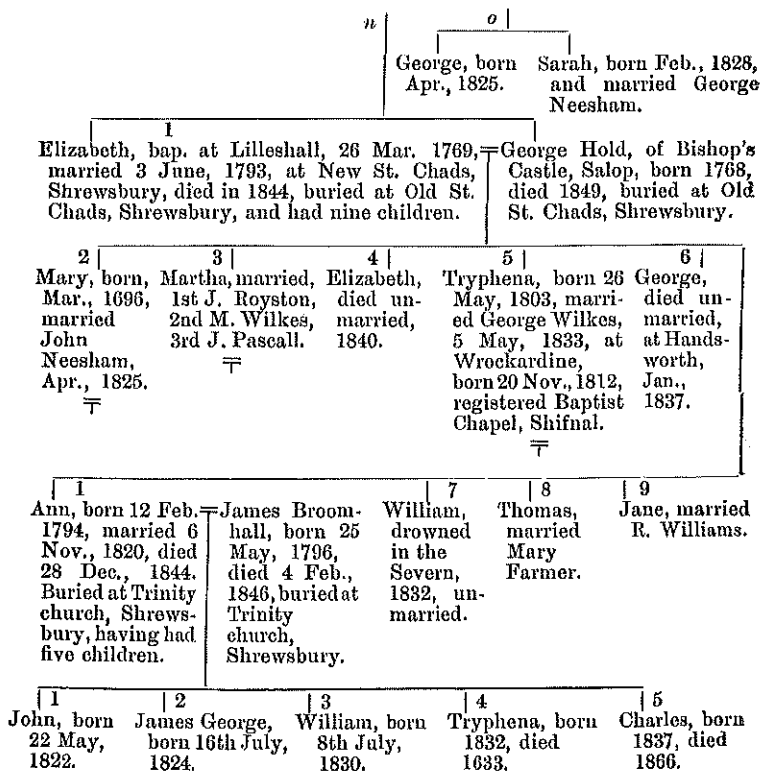 n
o
George, born
Apr., 1825.
Sarah, born Feb., 1828,
and married George
Neesham.
1
Elizabeth, bap. at Lilleshall, 26 Mar. 1769,
married 3 June, 1793, at New St. Chads,
Shrewsbury, died in 1844, buried at Old St.
Chads, Shrewsbury, and had nine children.
George Hold, of Bishop's
Castle, Salop, born 1768,
died 1849, buried at Old
St. Chads, Shrewsbury.
2
Mary, born,
Mar., 1696,
married
John
Neesham,
Apr., 1825.
3
Martha, married,
1st J. Royston,
2nd M. Wilkes,
3rd J. Pascall.
4
Elizabeth,
died un-
married,
1840.
5
Tryphena, born 26
May, 1803, marri-
ed George Wilkes,
5 May, 1833, at
Wrockardine,
born 20 Nov., 1812,
registered Baptist
Chapel, Shifnal.
6
George,
died un-
married,
at Hands-
worth,
Jan.,
1837.
1
Ann, born 12 Feb.
1794, married 6
Nov., 1820, died
28 Dec., 1844.
Buried at Trinity
church, Shrews-
bury, having had
five children.
James Broom-
hall, born 25
May, 1796,
died 4 Feb.,
1846, buried at
Trinity
church,
Shrewsbury.
7
William,
drowned
in the
Severn,
1832, un-
married.
8
Thomas,
married
Mary
Farmer.
9
Jane, married
R. Williams.
1
John, born
22 May,
1822.
2
James George,
born 16th July,
1824.
3
William, born
8th July,
1830.
4
Tryphena, born
1832, died
1633.
5
Charles, born
1837, died
1866.